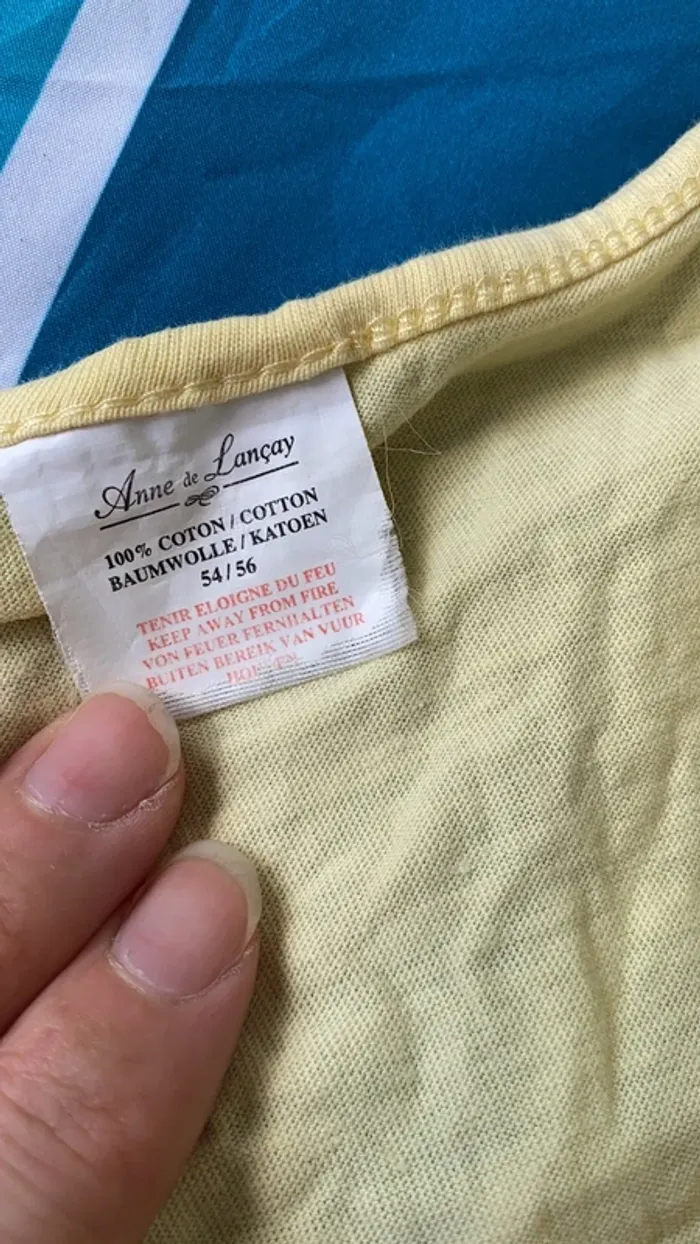 Anne de Lançay
100% COTON / COTTON
BAUMWOLLE / KATOEN
54 / 56
TENIR ELOIGNE DU FEU
KEEP AWAY FROM FIRE
VON FEUER FERNHALTEN
BUITEN BEREIK VAN VUUR